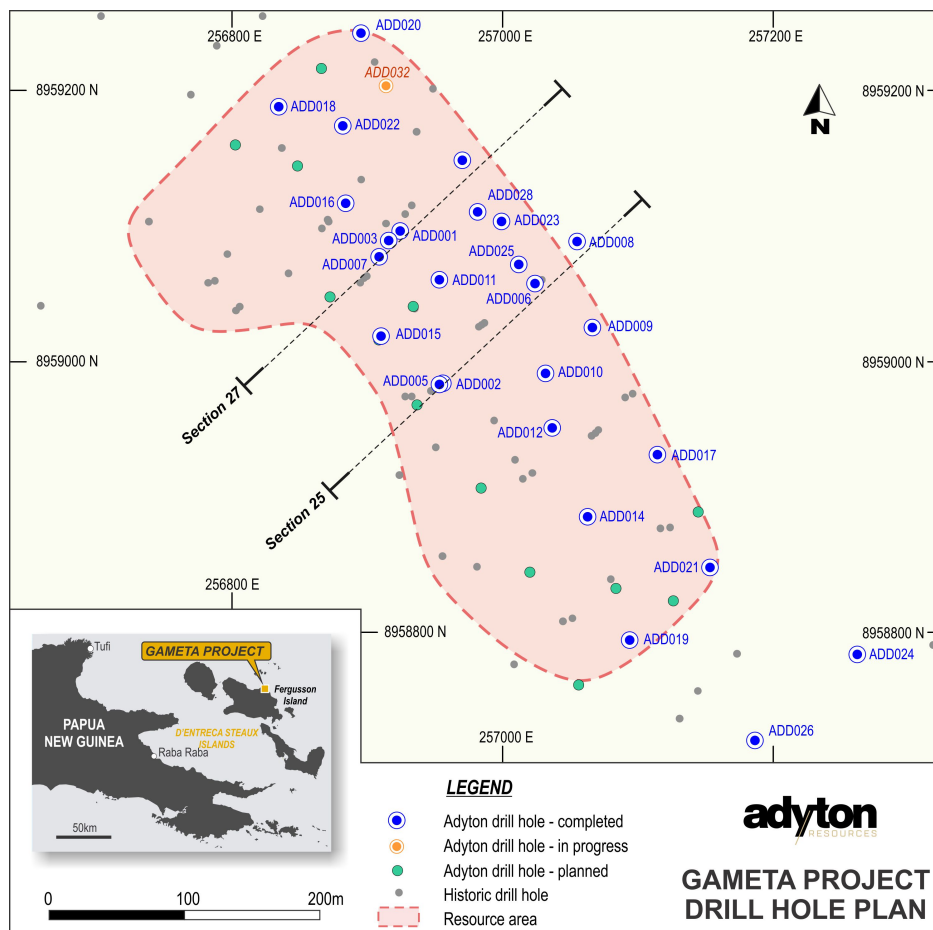 256800 E
257000 E
257200 E
ADD020
ADD032
8959200 N
8959200 N
ADD018
ADD022
N
ADD028
ADD016
ADD023
ADD003
ADD001
ADD008
ADD007
ADD025
ADD011
ADD006
ADD009
ADD015
8959000 N
8959000 N
ADD010
ADD005
ADD002
Section 27
ADD012
ADD017
Section 25
ADD014
ADD021
256800 E
8958800 N
8958800 N
ADD019
ADD024
ADD026
257000 E
257200 E
Tufi
GAMETA PROJECT
Fergusson
Island
PAPUA
NEW GUINEA
D'ENTRECA STEAUX
ISLANDS
Raba Raba
50km
0
100
200m
LEGEND
Adyton drill hole - completed
Adyton drill hole - in progress
Adyton drill hole - planned
Historic drill hole
Resource area
adyton
RESOURCES
GAMETA PROJECT
DRILL HOLE PLAN